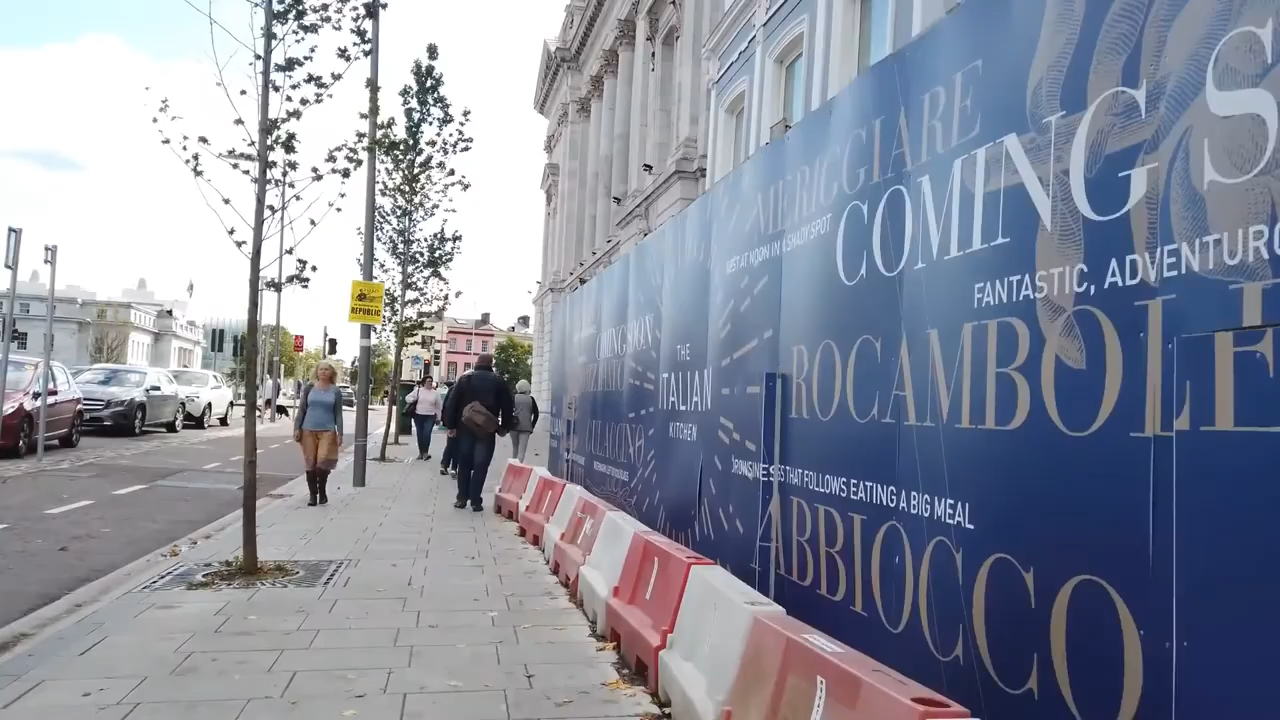 MERIGGIARE
REST AT NOON IN A SHADY SPOT
COMING S
FANTASTIC, ADVENTURO
ROCAMBOLE
DROWSINESS THAT FOLLOWS EATING A BIG MEAL
ABBIOCCO
COMING SOON
THE
ITALIAN
KITCHEN
CULACCINO
REPUBLIC